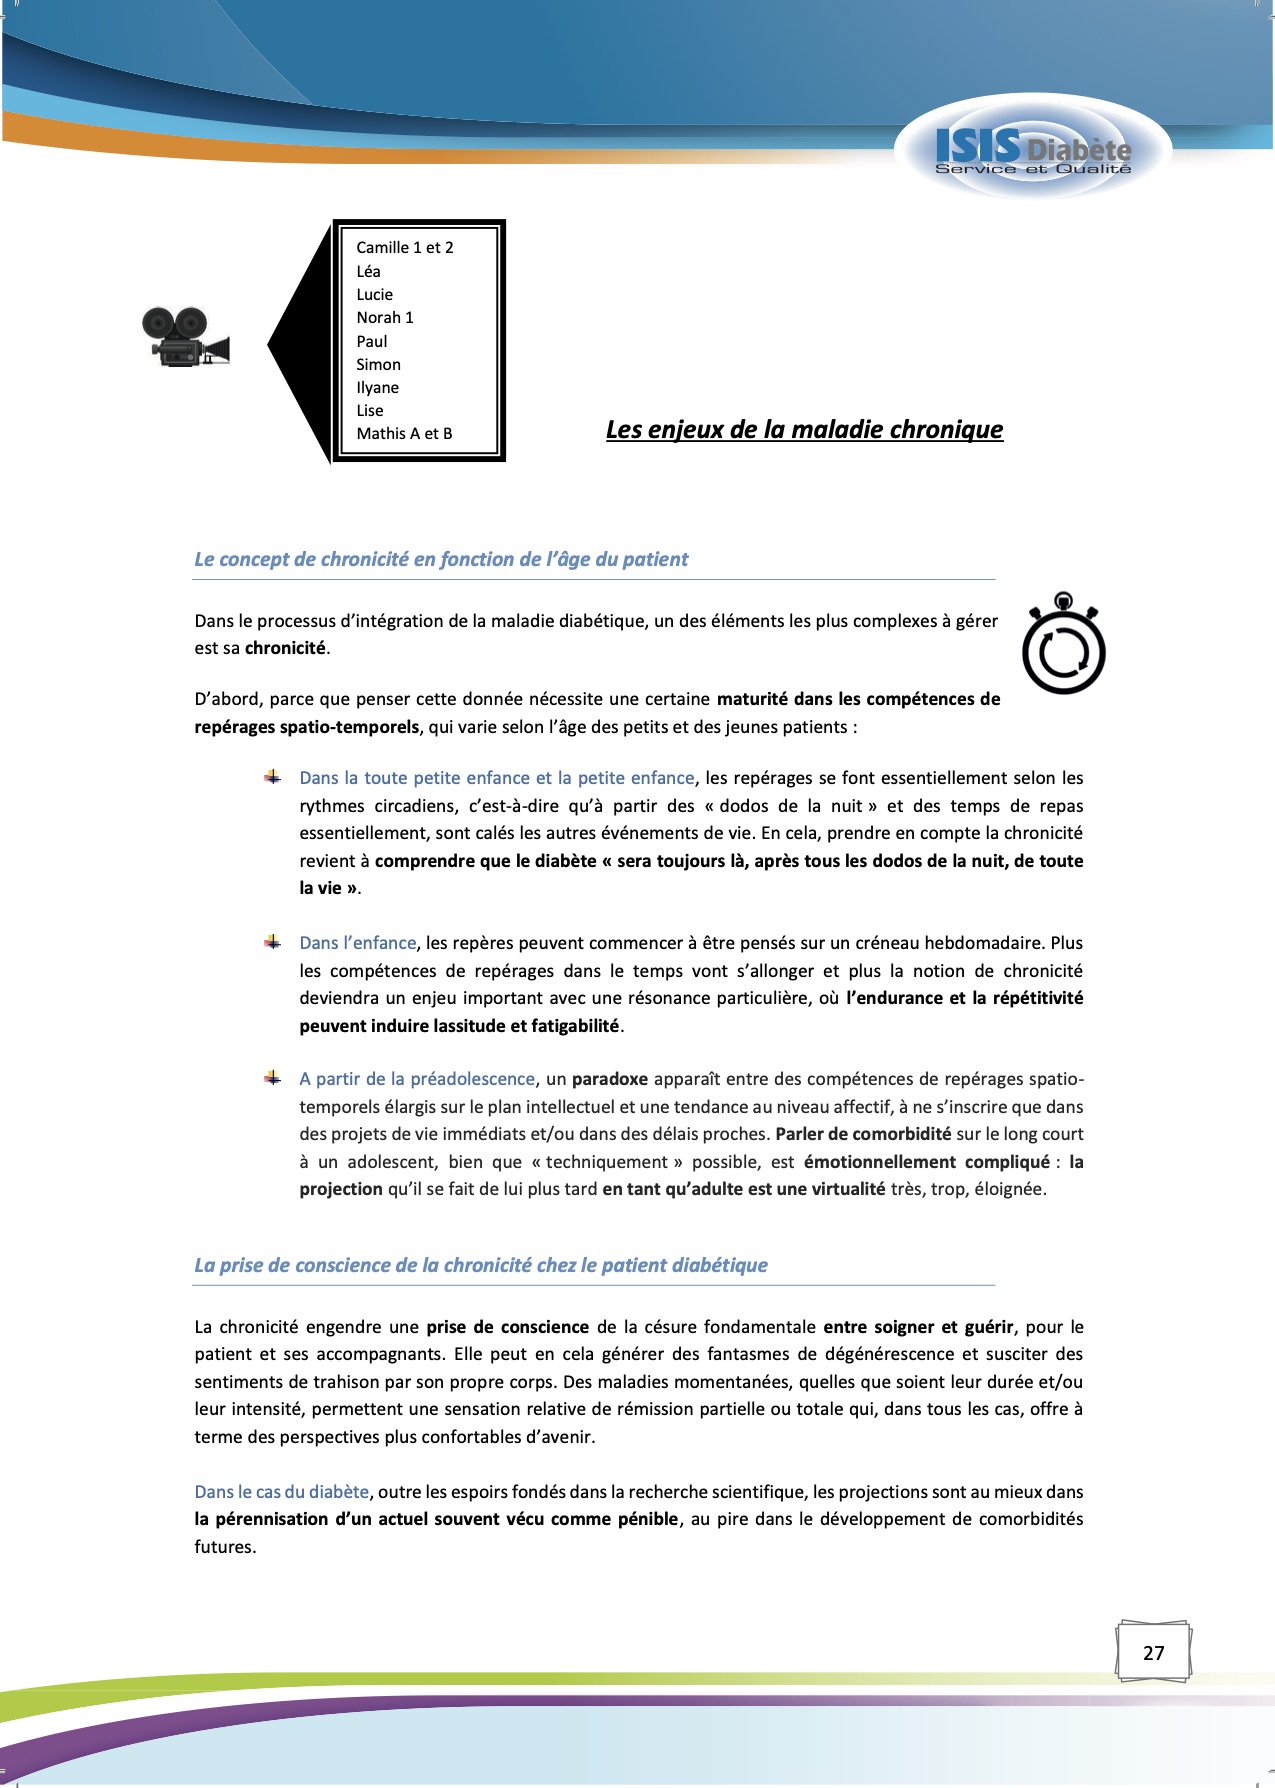 ISIS Diabète
Service et Qualité
Camille 1 et 2
Léa
Lucie
Norah 1
Paul
Simon
Ilyane
Lise
Mathis A et B
Les enjeux de la maladie chronique
Le concept de chronicité en fonction de l’âge du patient
Dans le processus d’intégration de la maladie diabétique, un des éléments les plus complexes à gérer
est sa chronicité.
D’abord, parce que penser cette donnée nécessite une certaine maturité dans les compétences de
repérages spatio-temporels, qui varie selon l’âge des petits et des jeunes patients :
Dans la toute petite enfance et la petite enfance, les repérages se font essentiellement selon les
rythmes circadiens, c’est-à-dire qu’à partir des « dodos de la nuit » et des temps de repas
essentiellement, sont calés les autres événements de vie. En cela, prendre en compte la chronicité
revient à comprendre que le diabète « sera toujours là, après tous les dodos de la nuit, de toute
la vie ».
Dans l’enfance, les repères peuvent commencer à être pensés sur un créneau hebdomadaire. Plus
les compétences de repérages dans le temps vont s’allonger et plus la notion de chronicité
deviendra un enjeu important avec une résonance particulière, où l’endurance et la répétitivité
peuvent induire lassitude et fatigabilité.
A partir de la préadolescence, un paradoxe apparaît entre des compétences de repérages spatio-
temporels élargis sur le plan intellectuel et une tendance au niveau affectif, à ne s’inscrire que dans
des projets de vie immédiats et/ou dans des délais proches. Parler de comorbidité sur le long court
à un adolescent, bien que « techniquement » possible, est émotionnellement compliqué : la
projection qu’il se fait de lui plus tard en tant qu’adulte est une virtualité très, trop, éloignée.
La prise de conscience de la chronicité chez le patient diabétique
La chronicité engendre une prise de conscience de la césure fondamentale entre soigner et guérir, pour le
patient et ses accompagnants. Elle peut en cela générer des fantasmes de dégénérescence et susciter des
sentiments de trahison par son propre corps. Des maladies momentanées, quelles que soient leur durée et/ou
leur intensité, permettent une sensation relative de rémission partielle ou totale qui, dans tous les cas, offre à
terme des perspectives plus confortables d’avenir.
Dans le cas du diabète, outre les espoirs fondés dans la recherche scientifique, les projections sont au mieux dans
la pérennisation d’un actuel souvent vécu comme pénible, au pire dans le développement de comorbidités
futures.
27